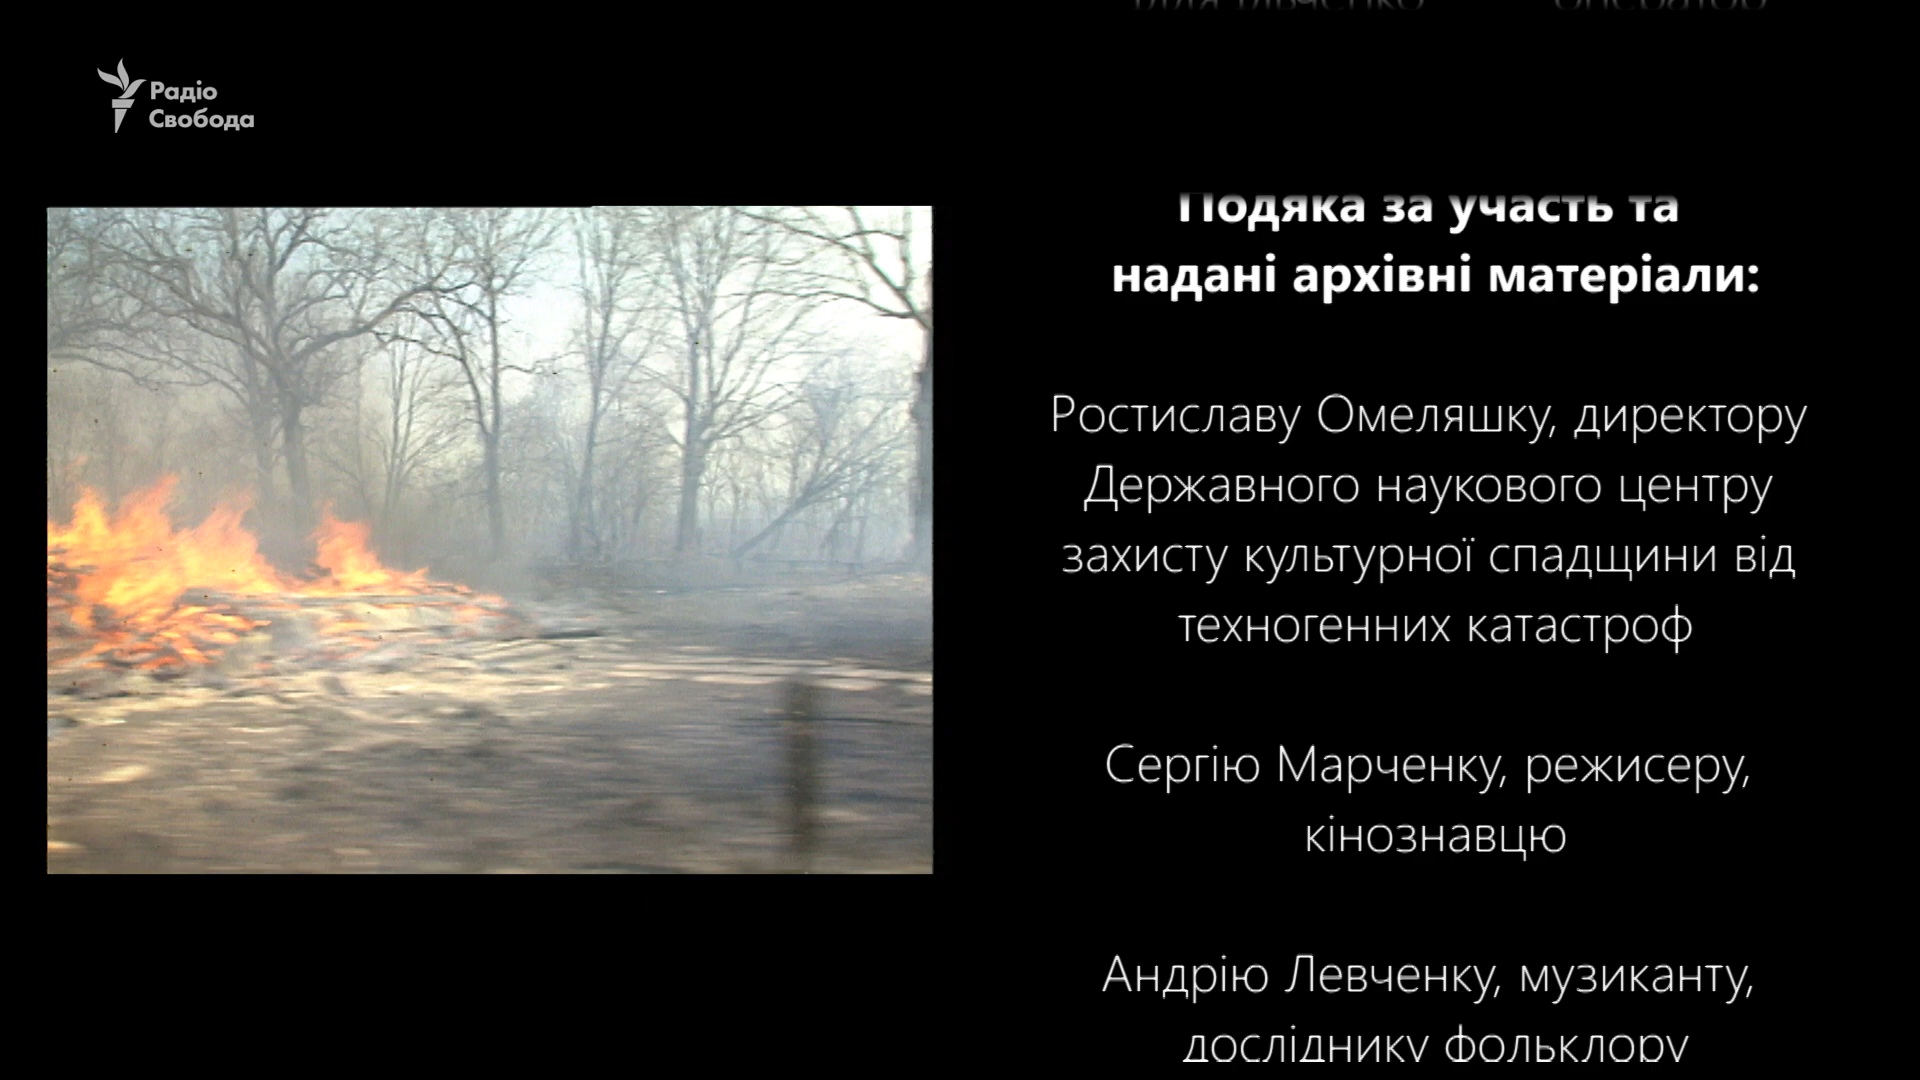 оператор
Радіо
Свобода
Подяка за участь та
надані архівні матеріали:
Ростиславу Омеляшку, директору
Державного наукового центру
захисту культурної спадщини від
техногенних катастроф
Сергію Марченку, режисеру,
кінознавцю
Андрію Левченку, музиканту,
досліднику фольклору